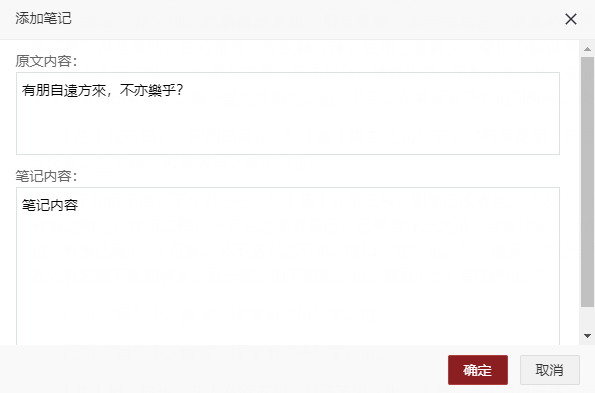 添加笔记
原文内容：
有朋自遠方來，不亦樂乎？
笔记内容：
笔记内容
确定
取消